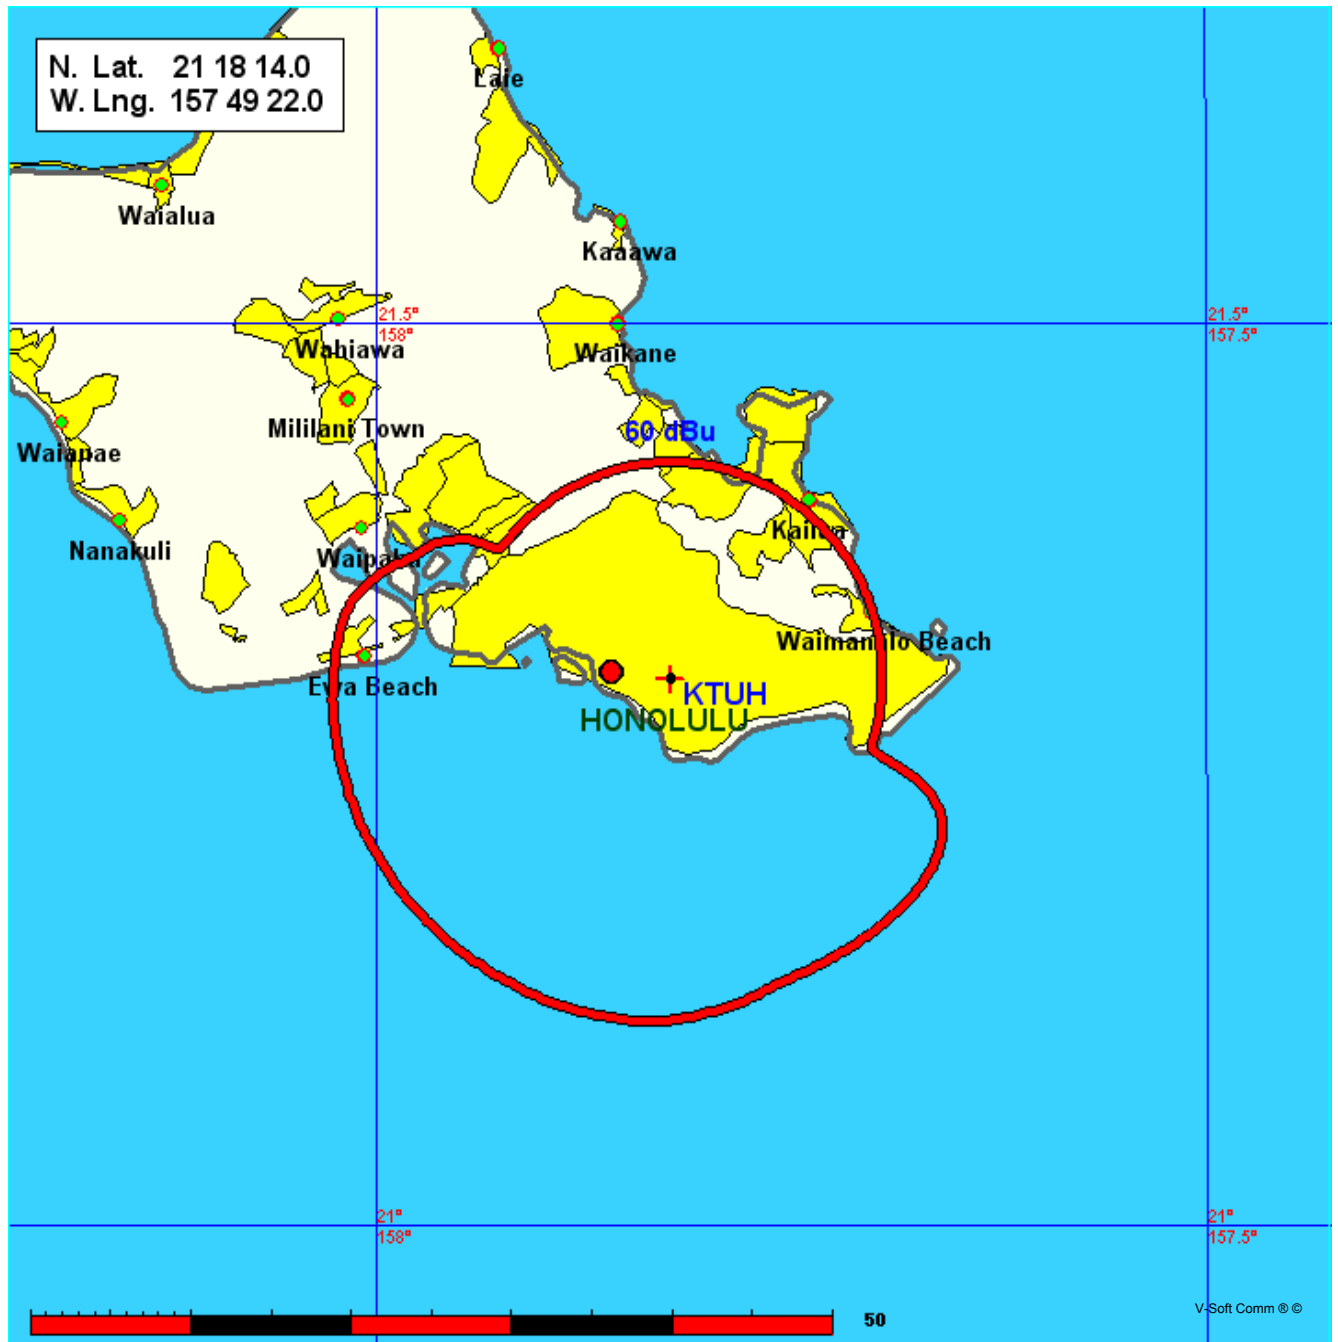 N. Lat. 21 18 14.0
W. Lng. 157 49 22.0
Laie
Waialua
Kaaawa
21.5°
158°
21.5°
157.5°
Wahiawa
Waikane
Mililani Town
60 dBu
Waianae
Kailua
Nanakuli
Waipahu
Waimanalo Beach
Ewa Beach
KTUH
HONOLULU
21°
158°
21°
157.5°
V-Soft Comm ® ©
50